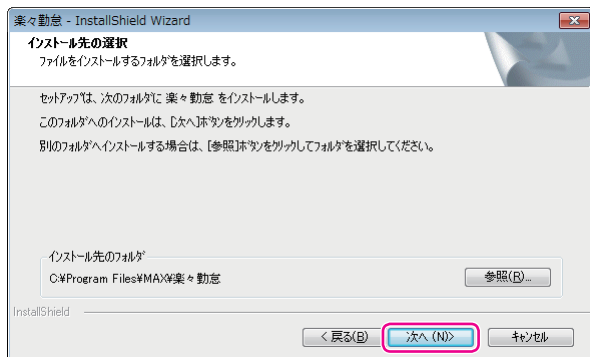 楽々勤怠 - InstallShield Wizard
インストール先の選択
ファイルをインストールするフォルダを選択します。
セットアップは、次のフォルダに 楽々勤怠 をインストールします。
このフォルダへのインストールは、[次へ]ボタンをクリックします。
別のフォルダへインストールする場合は、[参照]ボタンをクリックしてフォルダを選択してください。
インストール先のフォルダ
C:¥Program Files¥MAX¥楽々勤怠
参照(R)...
InstallShield
< 戻る(B)
次へ (N)>
キャンセル